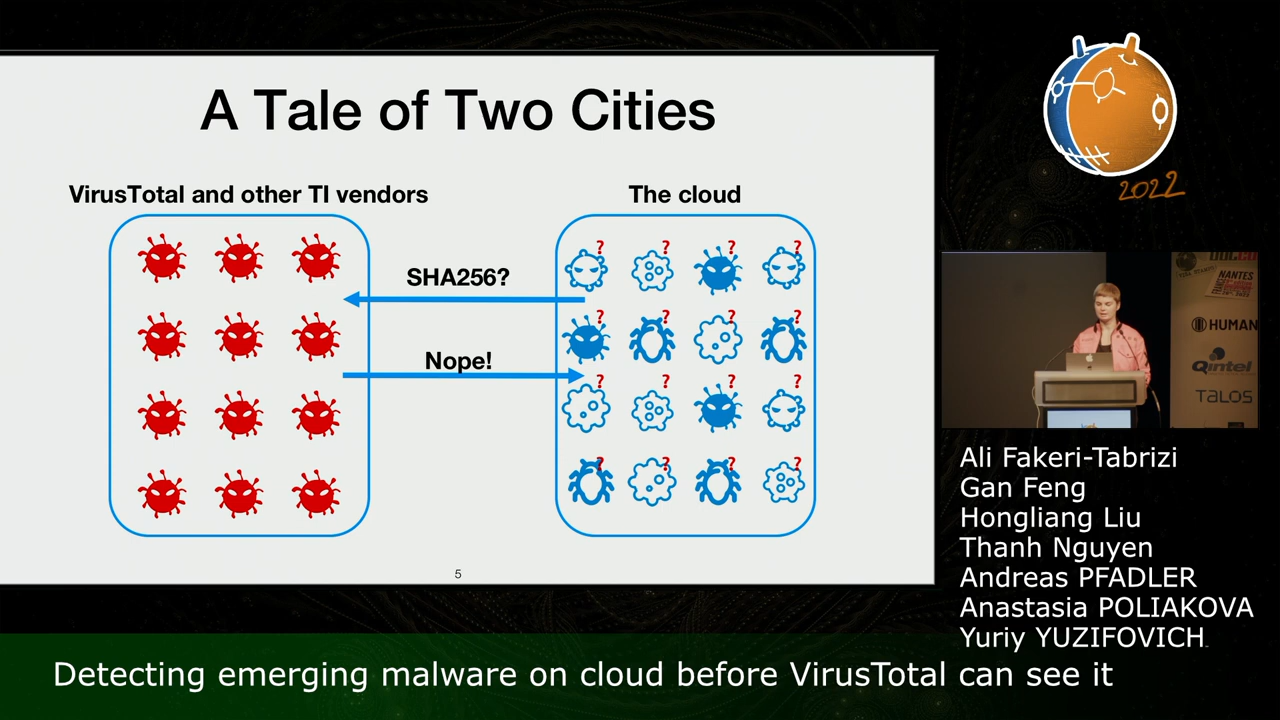 A Tale of Two Cities
VirusTotal and other TI vendors
The cloud
? ? ? ?
SHA256?
? ? ? ?
Nope!
? ? ? ?
? ? ? ?
5
2022
NANTES
HUMAN
Qintel
TALOS
Ali Fakeri-Tabrizi
Gan Feng
Hongliang Liu
Thanh Nguyen
Andreas PFADLER
Anastasia POLIAKOVA
Yuriy YUZIFOVICH
Detecting emerging malware on cloud before VirusTotal can see it